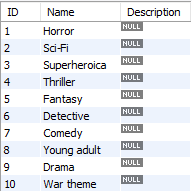 ID Name Description
1 Horror NULL
2 Sci-Fi NULL
3 Superheroica NULL
4 Thriller NULL
5 Fantasy NULL
6 Detective NULL
7 Comedy NULL
8 Young adult NULL
9 Drama NULL
10 War theme NULL